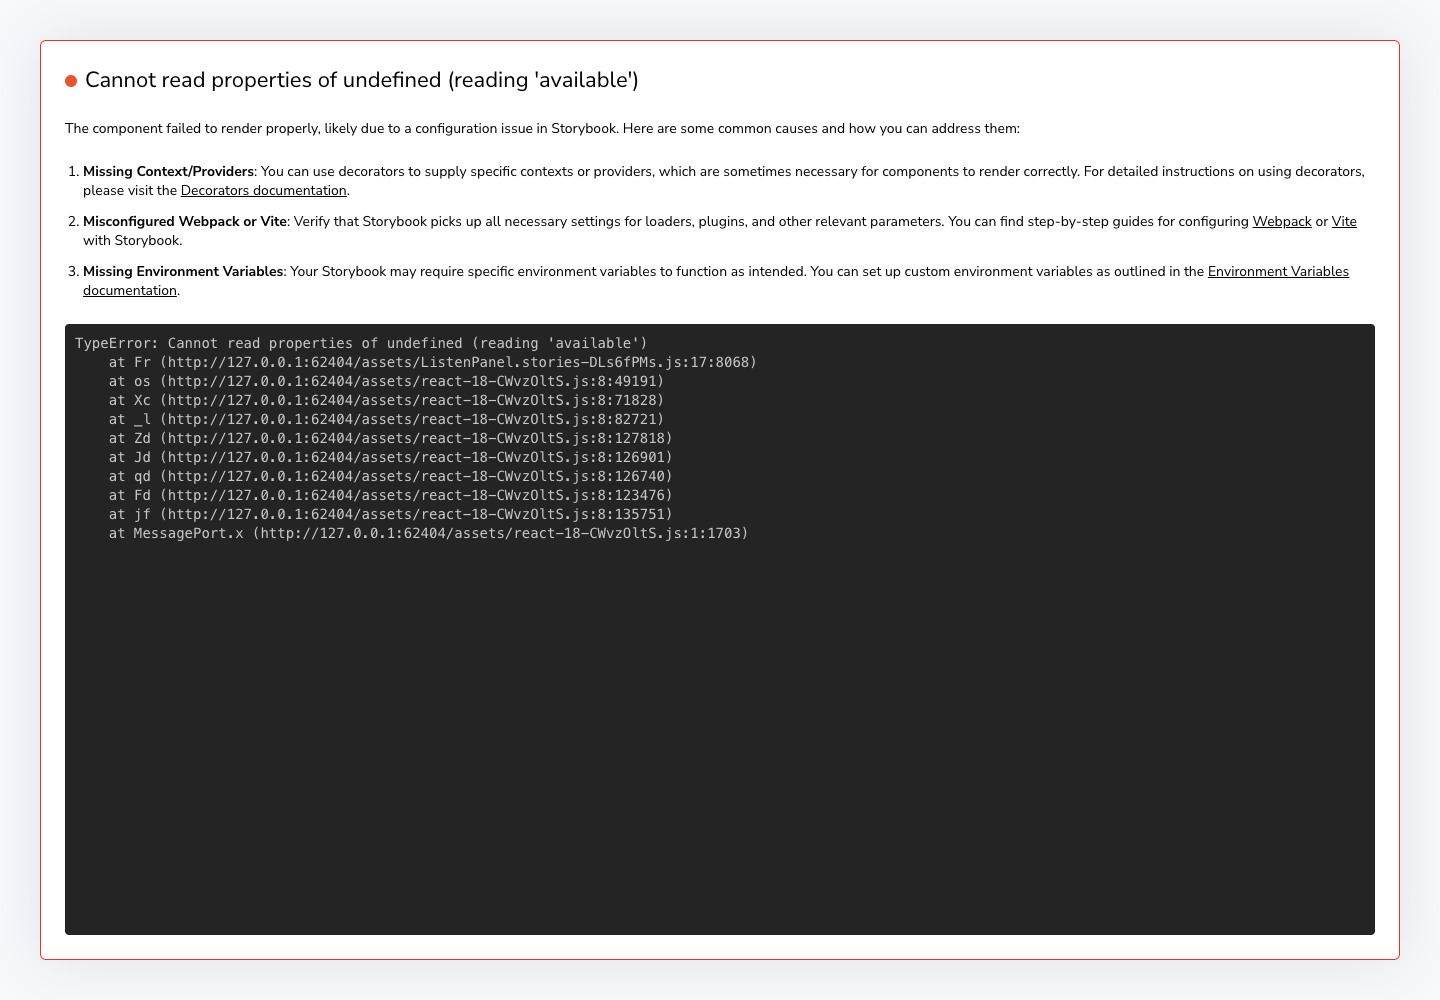 Cannot read properties of undefined (reading 'available')
The component failed to render properly, likely due to a configuration issue in Storybook. Here are some common causes and how you can address them:
1. Missing Context/Providers: You can use decorators to supply specific contexts or providers, which are sometimes necessary for components to render correctly. For detailed instructions on using decorators,
please visit the Decorators documentation.
2. Misconfigured Webpack or Vite: Verify that Storybook picks up all necessary settings for loaders, plugins, and other relevant parameters. You can find step-by-step guides for configuring Webpack or Vite
with Storybook.
3. Missing Environment Variables: Your Storybook may require specific environment variables to function as intended. You can set up custom environment variables as outlined in the Environment Variables
documentation.
TypeError: Cannot read properties of undefined (reading 'available')
    at Fr (http://127.0.0.1:62404/assets/ListenPanel.stories-DLs6fPMs.js:17:8068)
    at os (http://127.0.0.1:62404/assets/react-18-CWvzOltS.js:8:49191)
    at Xc (http://127.0.0.1:62404/assets/react-18-CWvzOltS.js:8:71828)
    at _l (http://127.0.0.1:62404/assets/react-18-CWvzOltS.js:8:82721)
    at Zd (http://127.0.0.1:62404/assets/react-18-CWvzOltS.js:8:127818)
    at Jd (http://127.0.0.1:62404/assets/react-18-CWvzOltS.js:8:126901)
    at qd (http://127.0.0.1:62404/assets/react-18-CWvzOltS.js:8:126740)
    at Fd (http://127.0.0.1:62404/assets/react-18-CWvzOltS.js:8:123476)
    at jf (http://127.0.0.1:62404/assets/react-18-CWvzOltS.js:8:135751)
    at MessagePort.x (http://127.0.0.1:62404/assets/react-18-CWvzOltS.js:1:1703)